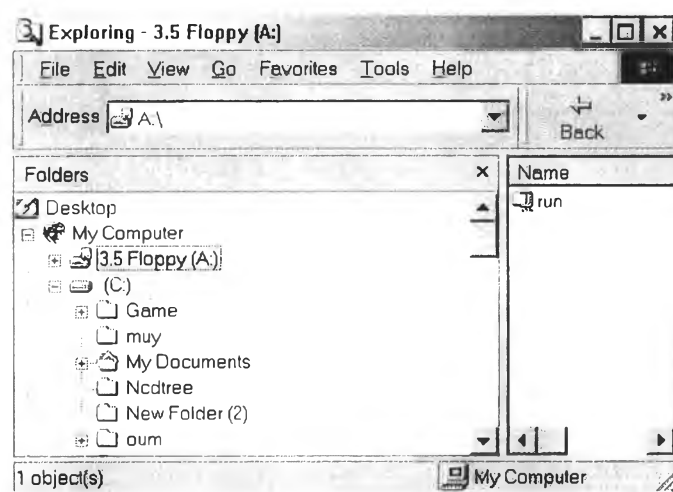 Exploring - 3.5 Floppy (A:)
File Edit View Go Favorites Tools Help
Address A:\
Back
»
Folders
Name
Desktop
run
My Computer
3.5 Floppy (A:)
(C:)
Game
muy
My Documents
Ncdtree
New Folder (2)
oum
1 object(s)
My Computer